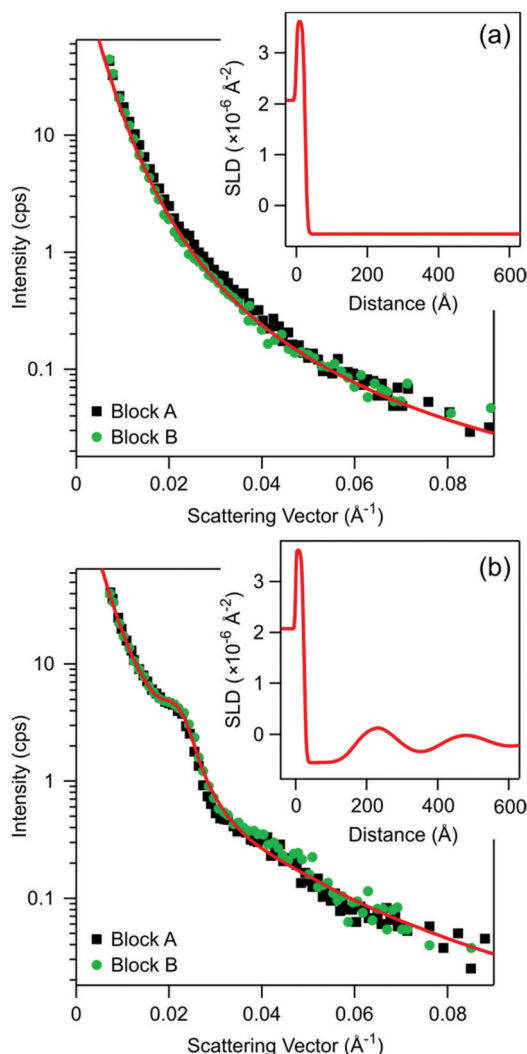 (a)
Intensity (cps)
10
1
0.1
SLD (×10⁻⁶ Å⁻²)
3
2
0
0 200 400 600
Distance (Å)
Block A
Block B
0 0.02 0.04 0.06 0.08
Scattering Vector (Å⁻¹)
(b)
Intensity (cps)
10
1
0.1
SLD (×10⁻⁶ Å⁻²)
3
2
0
0 200 400 600
Distance (Å)
Block A
Block B
0 0.02 0.04 0.06 0.08
Scattering Vector (Å⁻¹)